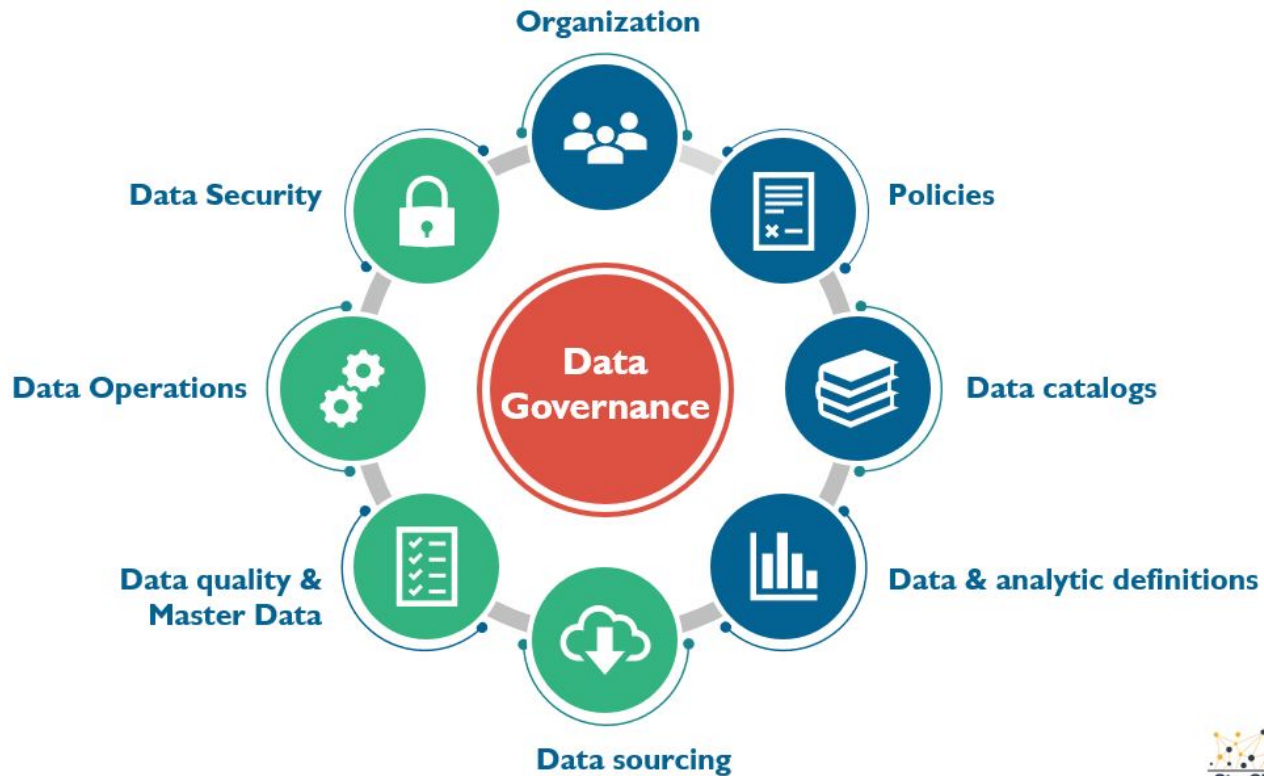 Organization
Policies
Data catalogs
Data & analytic definitions
Data sourcing
Data quality &
Master Data
Data Operations
Data Security
Data
Governance